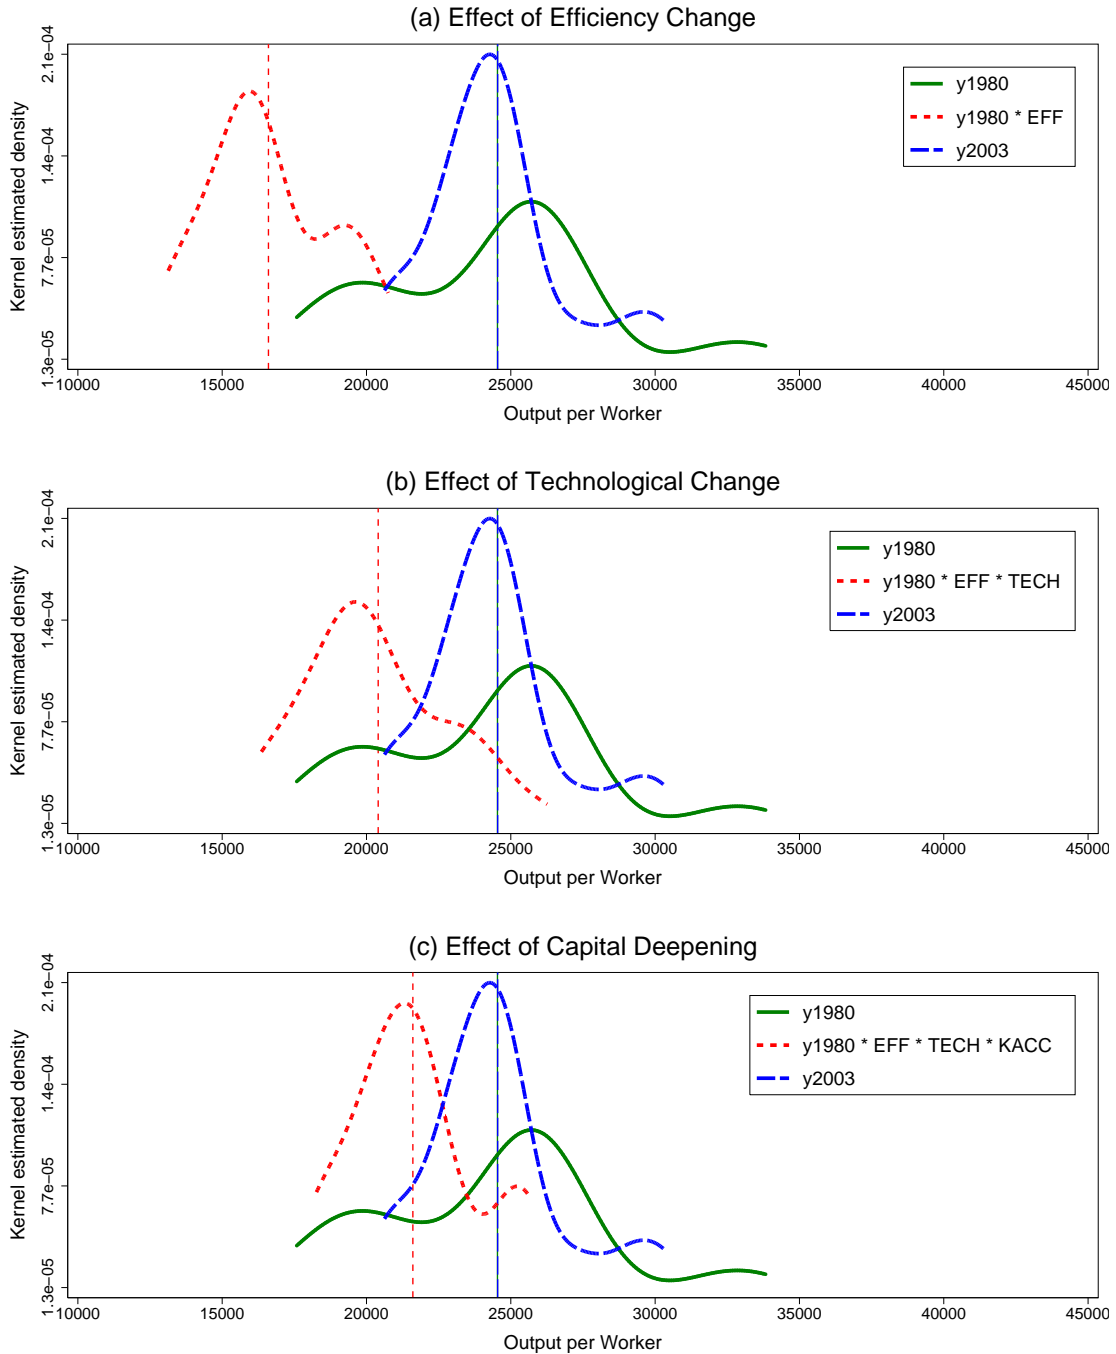 (a) Effect of Efficiency Change
Kernel estimated density
2.1e−04
1.4e−04
7.7e−05
1.3e−05
y1980
y1980 * EFF
y2003
10000 15000 20000 25000 30000 35000 40000 45000
Output per Worker
(b) Effect of Technological Change
Kernel estimated density
2.1e−04
1.4e−04
7.7e−05
1.3e−05
y1980
y1980 * EFF * TECH
y2003
10000 15000 20000 25000 30000 35000 40000 45000
Output per Worker
(c) Effect of Capital Deepening
Kernel estimated density
2.1e−04
1.4e−04
7.7e−05
1.3e−05
y1980
y1980 * EFF * TECH * KACC
y2003
10000 15000 20000 25000 30000 35000 40000 45000
Output per Worker